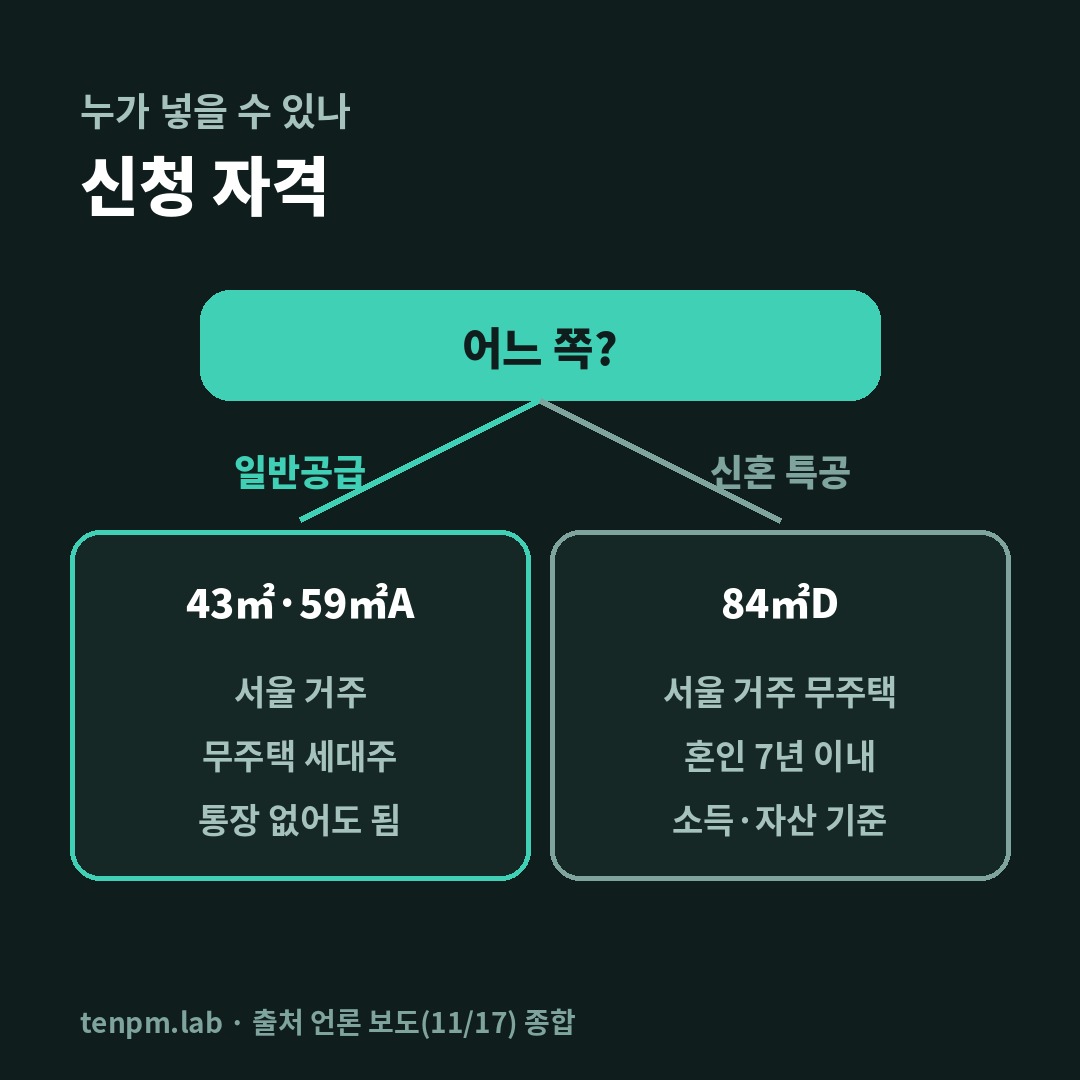 누가 넣을 수 있나
신청 자격
어느 쪽?
일반공급
신혼 특공
43㎡·59㎡A
서울 거주
무주택 세대주
통장 없어도 됨
84㎡D
서울 거주 무주택
혼인 7년 이내
소득·자산 기준
tenpm.lab · 출처 언론 보도(11/17) 종합